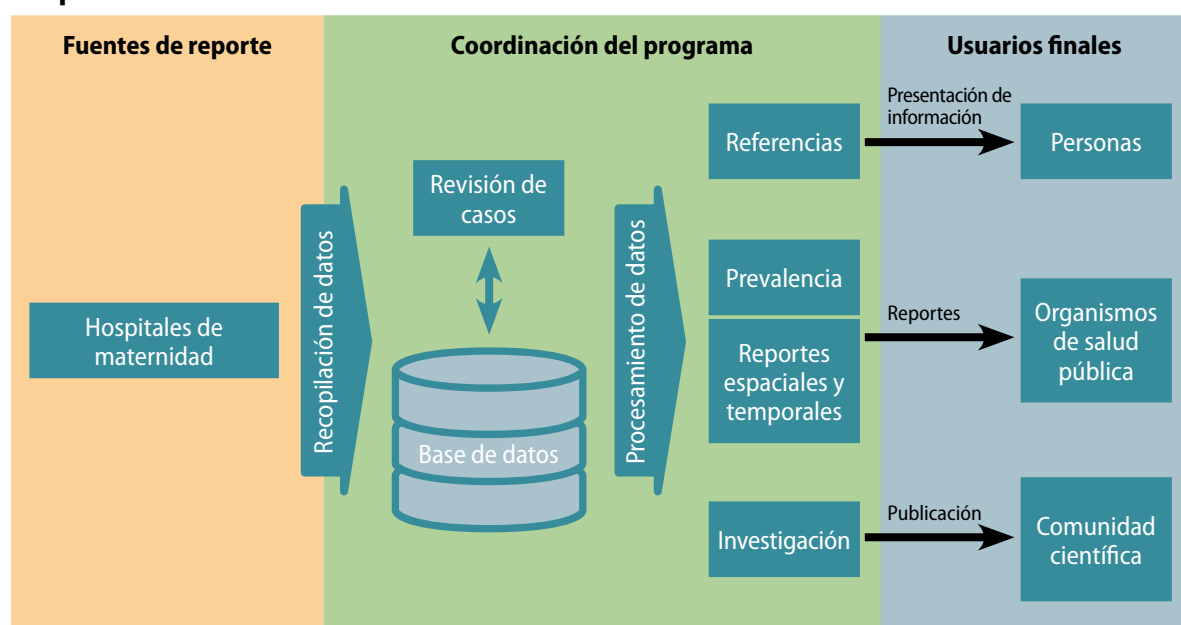 Fuentes de reporte
Coordinación del programa
Usuarios finales
Hospitales de
maternidad
Recopilación de datos
Revisión de
casos
Base de datos
Procesamiento de datos
Referencias
Presentación de
información
Personas
Prevalencia
Reportes
espaciales y
temporales
Reportes
Organismos
de salud
pública
Investigación
Publicación
Comunidad
científica